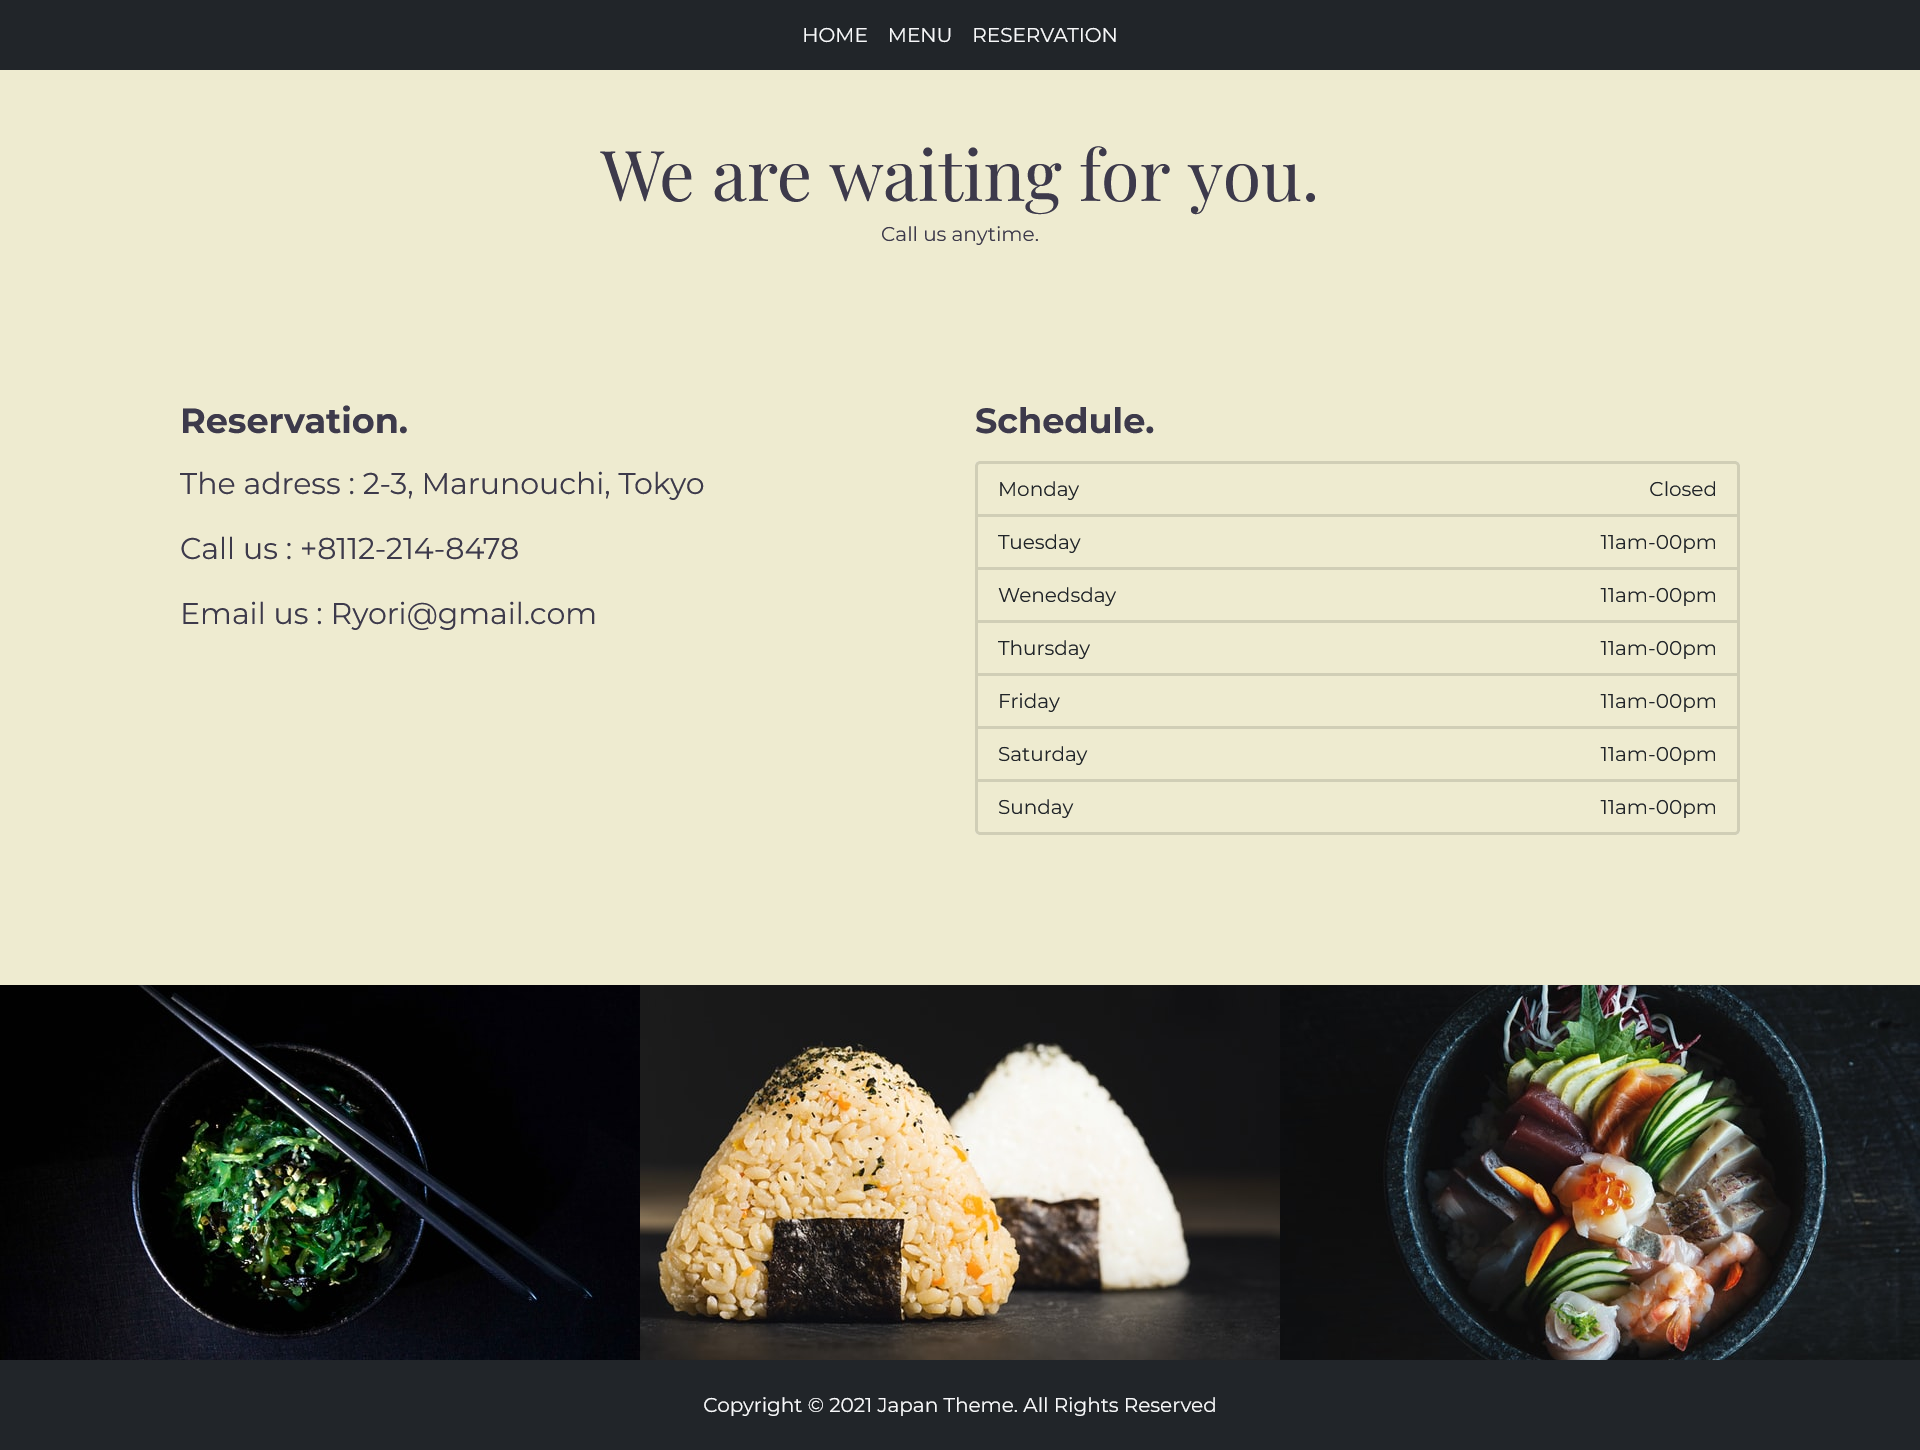 HOME MENU RESERVATION
We are waiting for you.
Call us anytime.
Reservation.
The adress : 2-3, Marunouchi, Tokyo
Call us : +8112-214-8478
Email us : Ryori@gmail.com
Schedule.
Monday Closed
Tuesday 11am-00pm
Wenedsday 11am-00pm
Thursday 11am-00pm
Friday 11am-00pm
Saturday 11am-00pm
Sunday 11am-00pm
Copyright © 2021 Japan Theme. All Rights Reserved